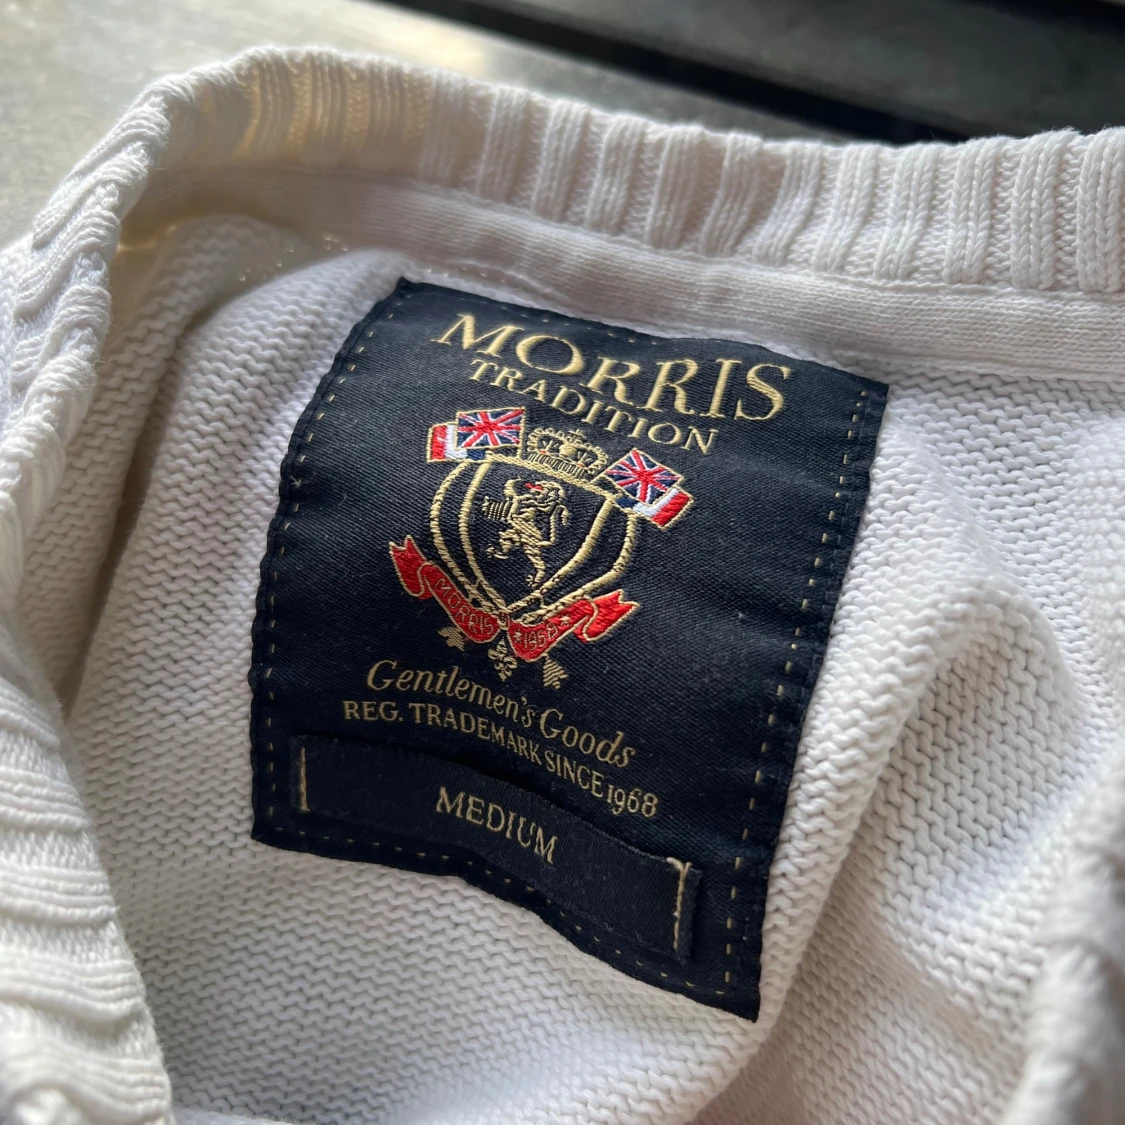 MORRIS
TRADITION
MORRIS ★1968★
Gentlemen's Goods
REG. TRADEMARK SINCE 1968
MEDIUM